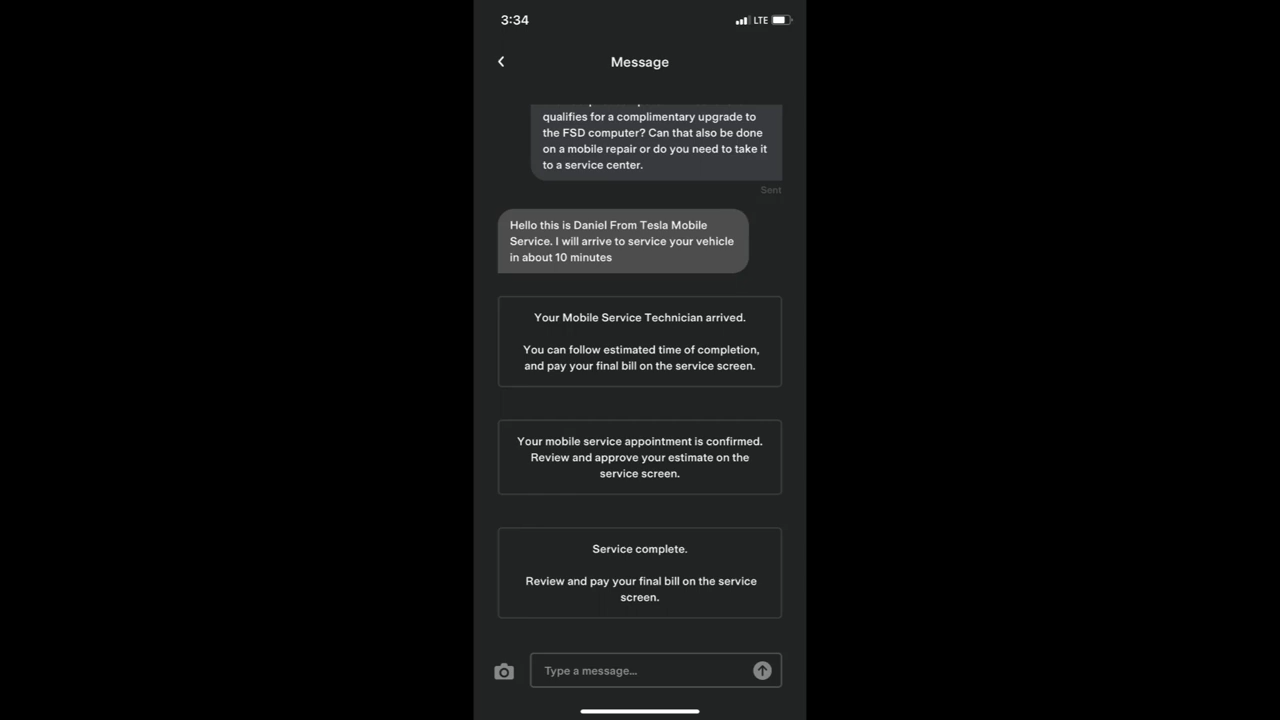 3:34
LTE
Message
qualifies for a complimentary upgrade to
the FSD computer? Can that also be done
on a mobile repair or do you need to take it
to a service center.
Sent
Hello this is Daniel From Tesla Mobile
Service. I will arrive to service your vehicle
in about 10 minutes
Your Mobile Service Technician arrived.
You can follow estimated time of completion,
and pay your final bill on the service screen.
Your mobile service appointment is confirmed.
Review and approve your estimate on the
service screen.
Service complete.
Review and pay your final bill on the service
screen.
Type a message...